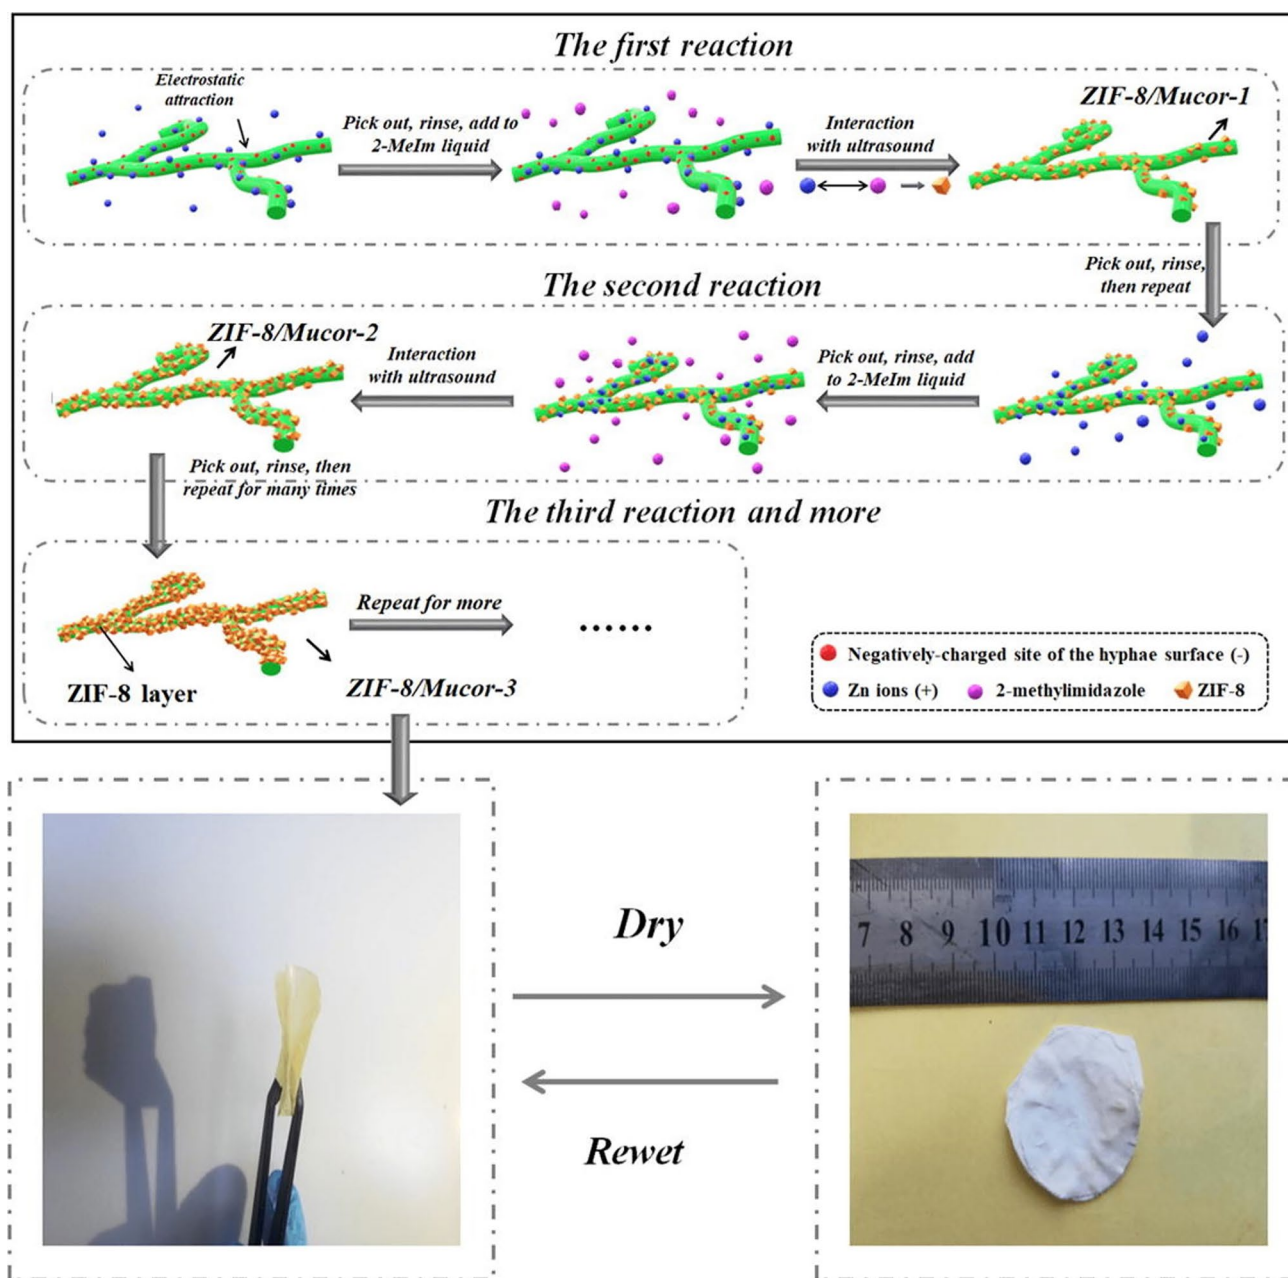 The first reaction
Electrostatic
attraction
Pick out, rinse, add to
2-MeIm liquid
Interaction
with ultrasound
ZIF-8/Mucor-1
Pick out, rinse,
then repeat
The second reaction
ZIF-8/Mucor-2
Interaction
with ultrasound
Pick out, rinse, add
to 2-MeIm liquid
Pick out, rinse, then
repeat for many times
The third reaction and more
Repeat for more
......
ZIF-8 layer
ZIF-8/Mucor-3
Negatively-charged site of the hyphae surface (-)
Zn ions (+) 2-methylimidazole ZIF-8
Dry
Rewet
mm
7 8 9 10 11 12 13 14 15 16